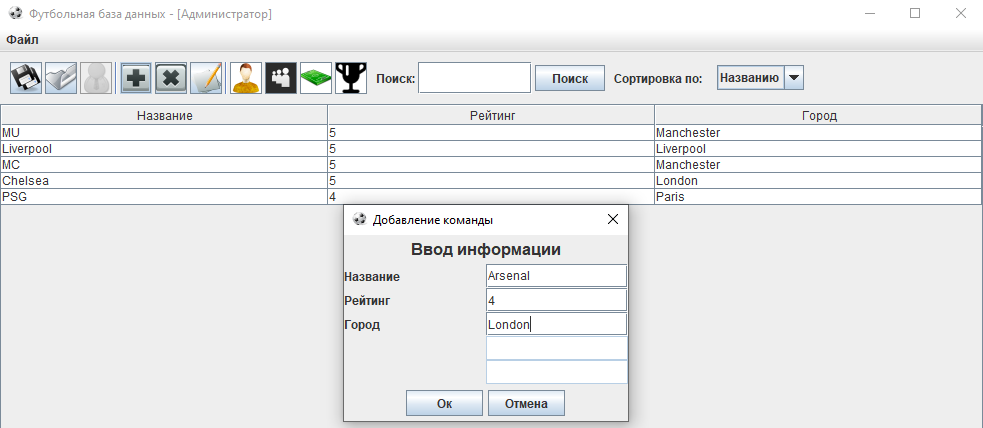 Футбольная база данных - [Администратор]
Файл
Поиск: Поиск Сортировка по: Названию
Название Рейтинг Город
MU 5 Manchester
Liverpool 5 Liverpool
MC 5 Manchester
Chelsea 5 London
PSG 4 Paris
Добавление команды
Ввод информации
Название Arsenal
Рейтинг 4
Город London
Ок Отмена